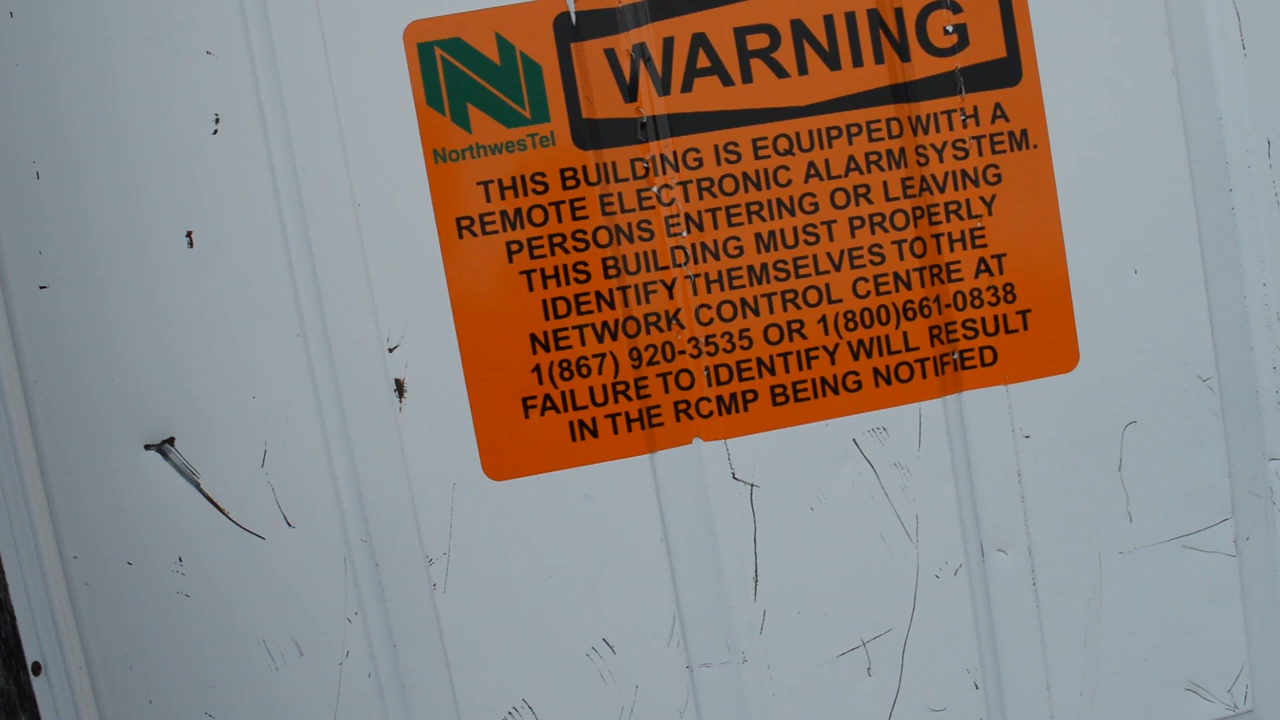 WARNING
NorthwesTel
THIS BUILDING IS EQUIPPED WITH A
REMOTE ELECTRONIC ALARM SYSTEM.
PERSONS ENTERING OR LEAVING
THIS BUILDING MUST PROPERLY
IDENTIFY THEMSELVES TO THE
NETWORK CONTROL CENTRE AT
1(867) 920-3535 OR 1(800)661-0838
FAILURE TO IDENTIFY WILL RESULT
IN THE RCMP BEING NOTIFIED